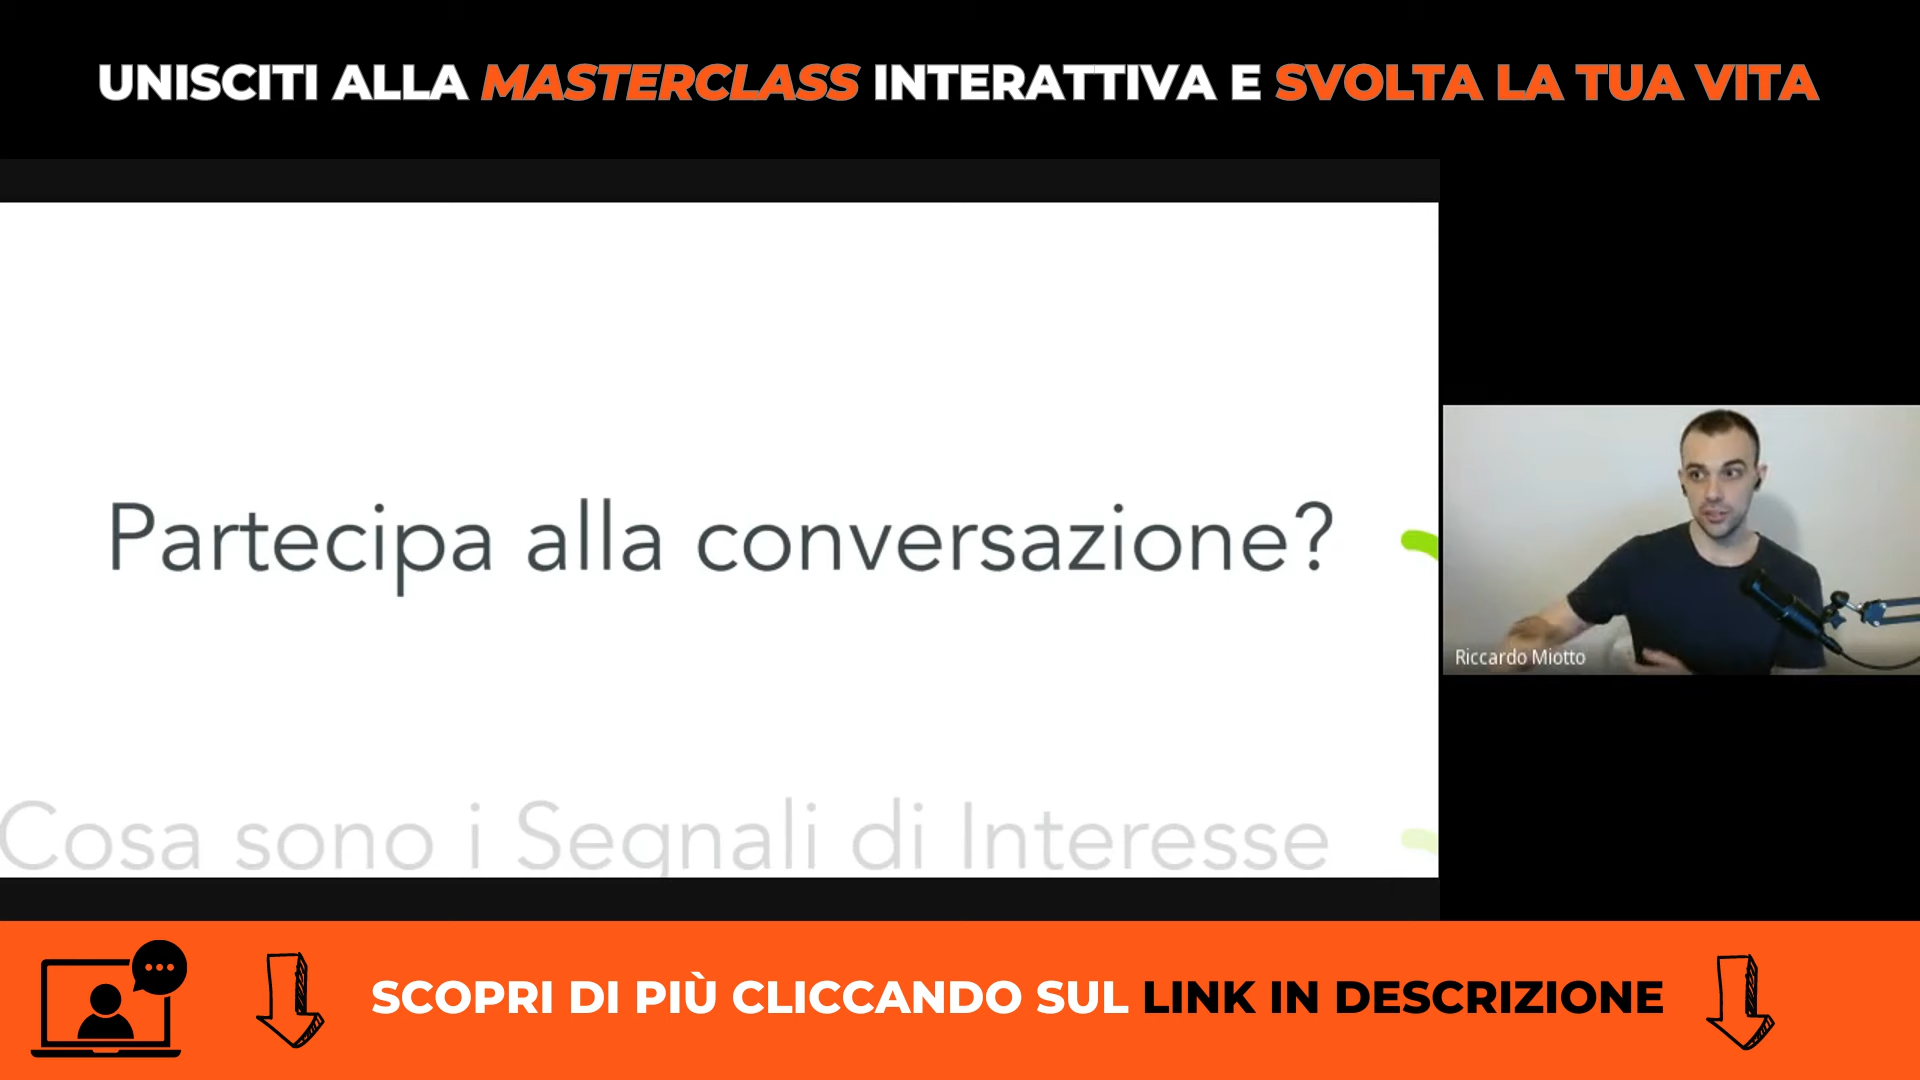 UNISCITI ALLA MASTERCLASS INTERATTIVA E SVOLTA LA TUA VITA
Partecipa alla conversazione?
Riccardo Miotto
Cosa sono i Segnali di Interesse
SCOPRI DI PIÙ CLICCANDO SUL LINK IN DESCRIZIONE